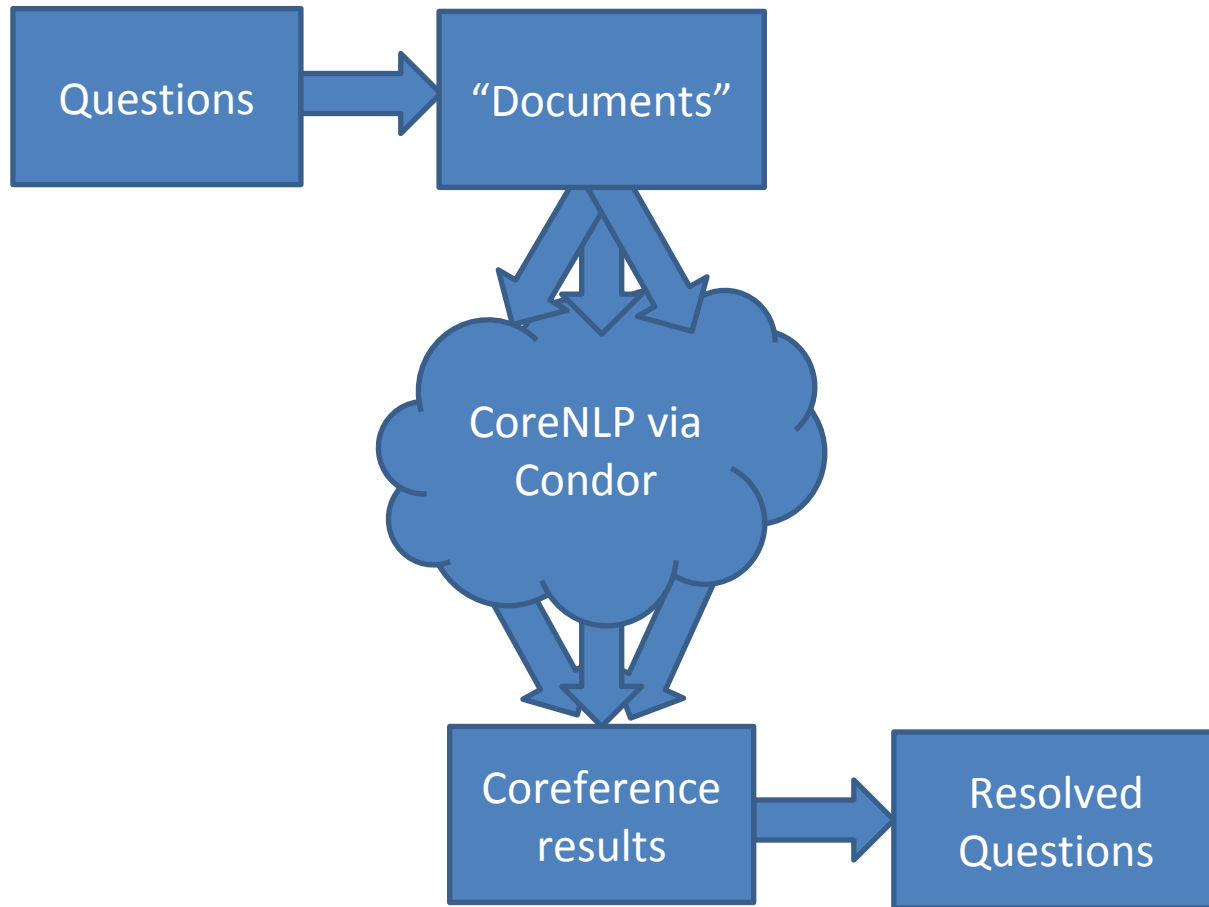 Questions
“Documents”
CoreNLP via
Condor
Coreference
results
Resolved
Questions